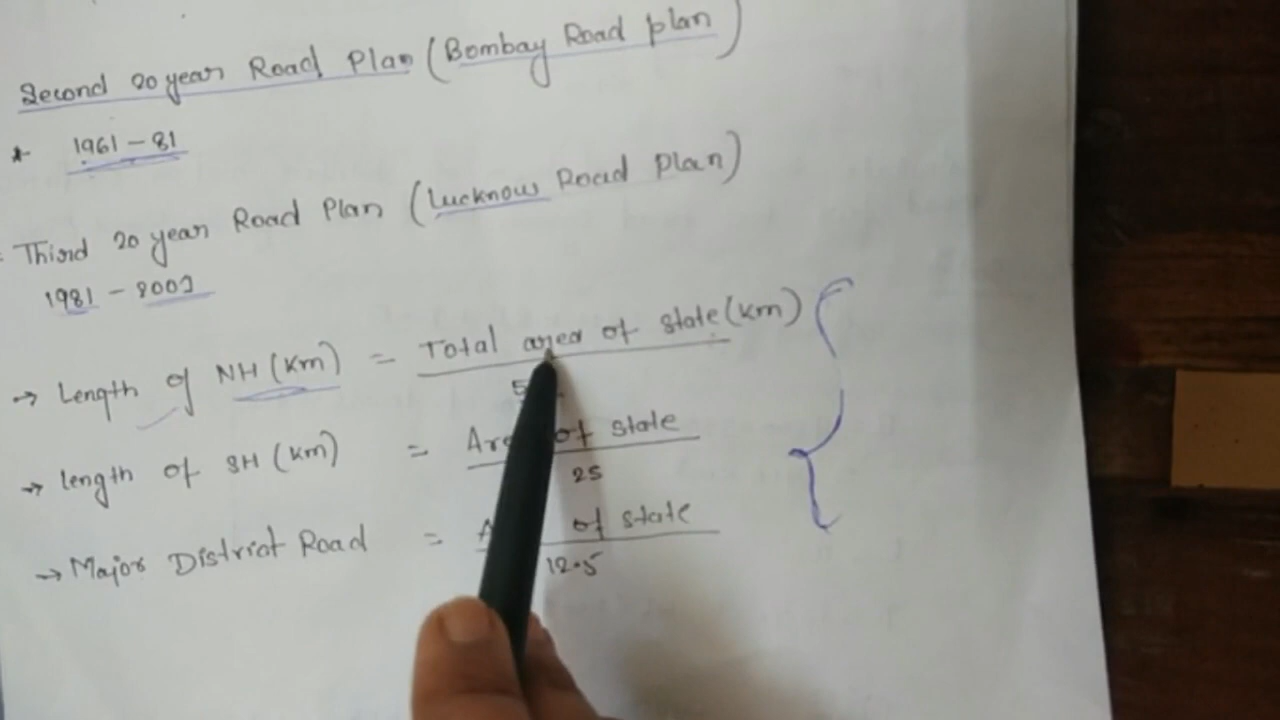 Second 20 year Road Plan (Bombay Road plan)
* 1961 - 81
Third 20 year Road Plan (Lucknow Road Plan)
1981 - 2001
→ Length of NH (km) = Total area of state (km)
→ length of SH (km) = of state
25
→ Major District Road = of state
12.5